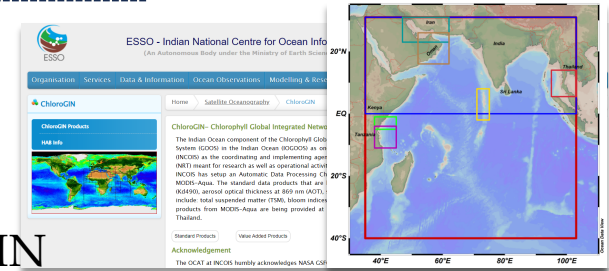 ESSO
ESSO - Indian National Centre for Ocean Info
(An Autonomous Body under the Ministry of Earth Scien
Organisation Services Data & Information Ocean Observations Modelling & Rese
ChloroGIN
ChloroGIN Products
HAB Info
Home Satellite Oceanography ChloroGIN
ChloroGIN- Chlorophyll Global Integrated Netwo
The Indian Ocean component of the Chlorophyll Glob
System (GOOS) in the Indian Ocean (IOGOOS) as on
(INCOIS) as the coordinating and implementing agen
(NRT) meant for research as well as operational activit
INCOIS has setup an Automatic Data Processing Ch
MODIS-Aqua. The standard data products that are
(Kd490), aerosol optical thickness at 869 nm (AOT),
include: total suspended matter (TSM), bloom indices
products from MODIS-Aqua are being provided at
Thailand.
Standard Products Value Added Products
Acknowledgement
The OCAT at INCOIS humbly acknowledges NASA GSF
IN
Iran
Oman
India
Thailand
Sri Lanka
Kenya
Tanzania
20°N
EQ
20°S
40°S
40°E 60°E 80°E 100°E
Ocean Data View